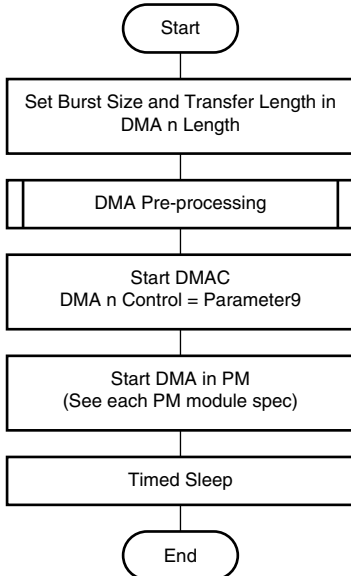 Start
Set Burst Size and Transfer Length in
DMA n Length
DMA Pre-processing
Start DMAC
DMA n Control = Parameter9
Start DMA in PM
(See each PM module spec)
Timed Sleep
End